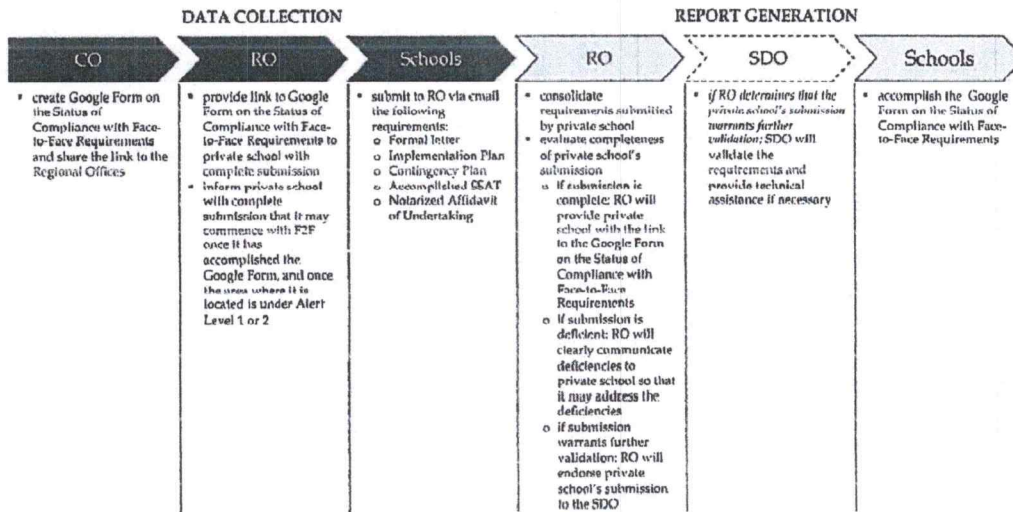 DATA COLLECTION
REPORT GENERATION
CO
RO
Schools
RO
SDO
Schools
▪ create Google Form on
the Status of
Compliance with Face-
to-Face Requirements
and share the link to the
Regional Offices
▪ provide link to Google
Form on the Status of
Compliance with Face-
to-Face Requirements to
private school with
complete submission
▪ inform private school
with complete
submission that it may
commence with F2F
once it has
accomplished the
Google Form, and once
the area where it is
located is under Alert
Level 1 or 2
▪ submit to RO via email
the following
requirements:
o Formal letter
o Implementation Plan
o Contingency Plan
o Accomplished SSAT
o Notarized Affidavit
of Undertaking
▪ consolidate
requirements submitted
by private school
▪ evaluate completeness
of private school's
submission
o if submission is
complete: RO will
provide private
school with the link
to the Google Form
on the Status of
Compliance with
Face-to-Face
Requirements
o if submission is
deficient: RO will
clearly communicate
deficiencies to
private school so that
it may address the
deficiencies
o if submission
warrants further
validation: RO will
endorse private
school's submission
to the SDO
▪ if RO determines that the
private school's submission
warrants further
validation: SDO will
validate the
requirements and
provide technical
assistance if necessary
▪ accomplish the Google
Form on the Status of
Compliance with Face-
to-Face Requirements